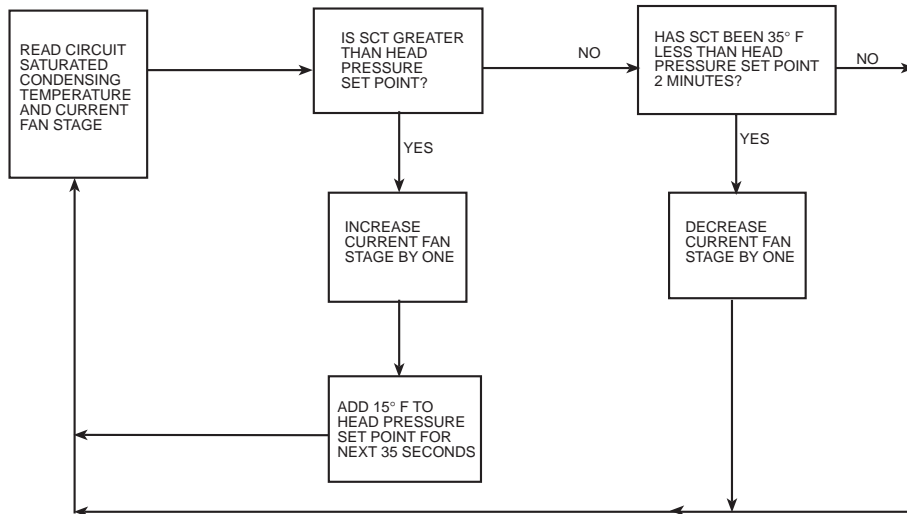 READ CIRCUIT
SATURATED
CONDENSING
TEMPERATURE
AND CURRENT
FAN STAGE
IS SCT GREATER
THAN HEAD
PRESSURE
SET POINT?
NO
HAS SCT BEEN 35° F
LESS THAN HEAD
PRESSURE SET POINT
2 MINUTES?
NO
YES
YES
INCREASE
CURRENT FAN
STAGE BY ONE
DECREASE
CURRENT FAN
STAGE BY ONE
ADD 15° F TO
HEAD PRESSURE
SET POINT FOR
NEXT 35 SECONDS